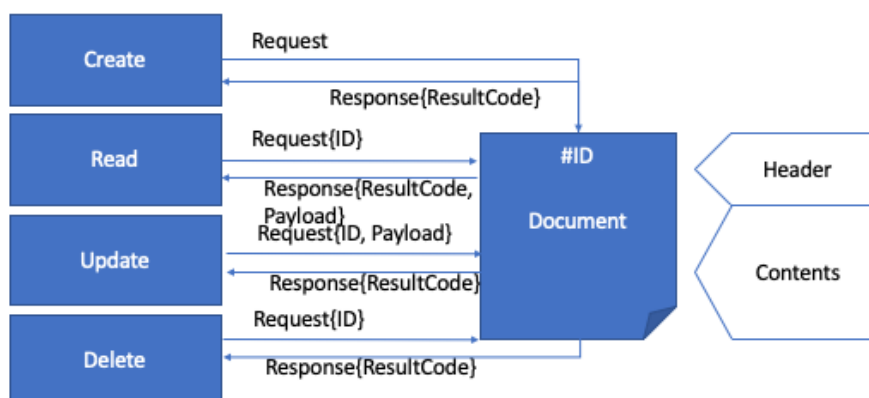 Create
Request
Response{ResultCode}
Read
Request{ID}
Response{ResultCode,
Payload}
Update
Request{ID, Payload}
Response{ResultCode}
Delete
Request{ID}
Response{ResultCode}
#ID
Document
Header
Contents